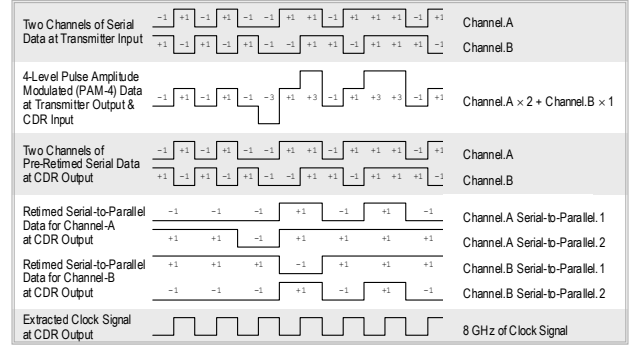 Two Channels of Serial
Data at Transmitter Input
−1 +1 −1 +1 −1 −1 +1 +1 −1 +1 +1 +1 −1 +1
Channel.A
+1 −1 +1 −1 +1 −1 −1 +1 +1 −1 +1 +1 +1 −1
Channel.B
4-Level Pulse Amplitude
Modulated (PAM-4) Data
at Transmitter Output &
CDR Input
−1 +1 −1 +1 −1 −3 +1 +3 −1 +1 +3 +3 −1 +1
Channel.A × 2 + Channel.B × 1
Two Channels of
Pre-Retimed Serial Data
at CDR Output
−1 +1 −1 +1 −1 −1 +1 +1 −1 +1 +1 +1 −1 +1
Channel.A
+1 −1 +1 −1 +1 −1 −1 +1 +1 −1 +1 +1 +1 −1
Channel.B
Retimed Serial-to-Parallel
Data for Channel-A
at CDR Output
−1 −1 −1 +1 −1 +1 −1
Channel.A Serial-to-Parallel.1
+1 +1 −1 +1 +1 +1 +1
Channel.A Serial-to-Parallel.2
Retimed Serial-to-Parallel
Data for Channel-B
at CDR Output
+1 +1 +1 −1 +1 +1 +1
Channel.B Serial-to-Parallel.1
−1 −1 −1 +1 −1 +1 −1
Channel.B Serial-to-Parallel.2
Extracted Clock Signal
at CDR Output
8 GHz of Clock Signal